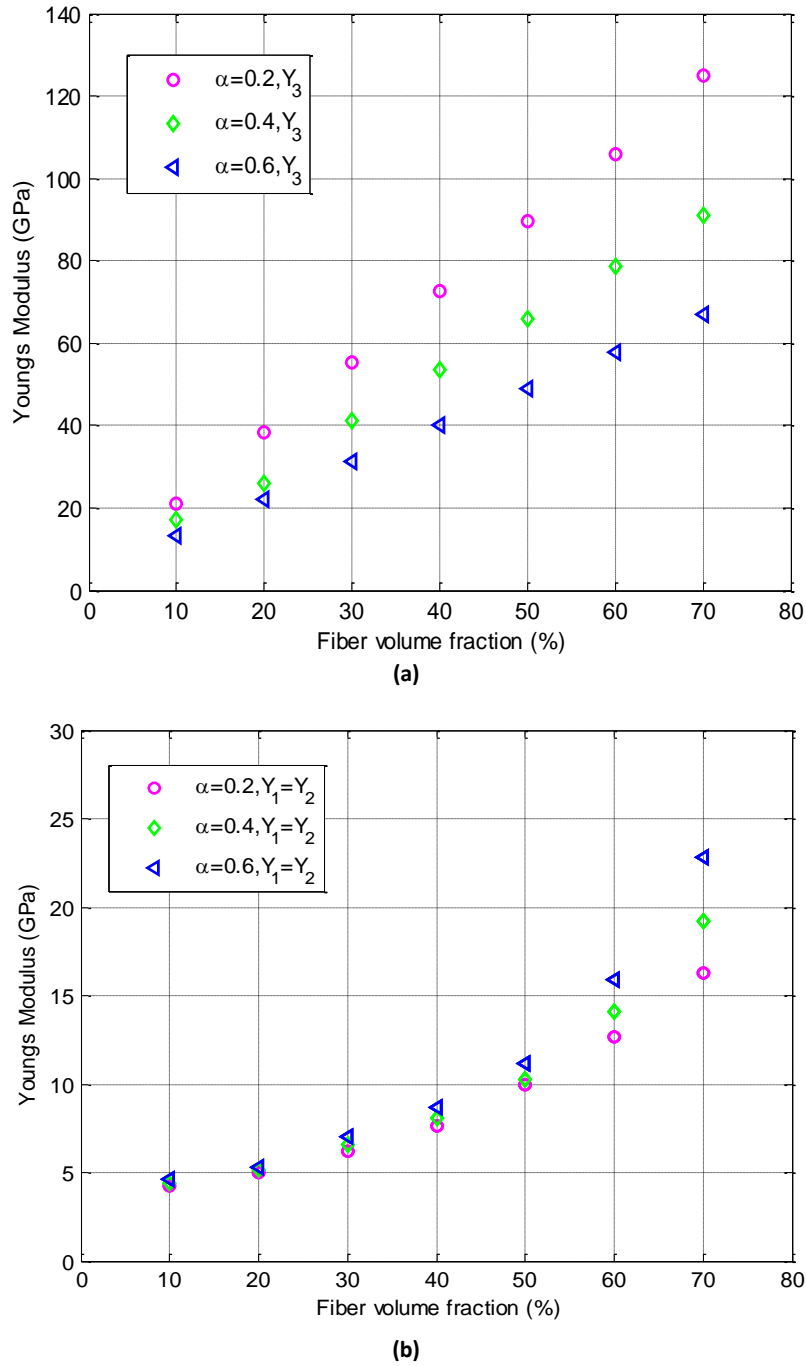 140
120
100
80
60
40
20
0
Youngs Modulus (GPa)
α=0.2,Y3
α=0.4,Y3
α=0.6,Y3
0 10 20 30 40 50 60 70 80
Fiber volume fraction (%)
(a)
30
25
20
15
10
5
0
Youngs Modulus (GPa)
α=0.2,Y1=Y2
α=0.4,Y1=Y2
α=0.6,Y1=Y2
0 10 20 30 40 50 60 70 80
Fiber volume fraction (%)
(b)